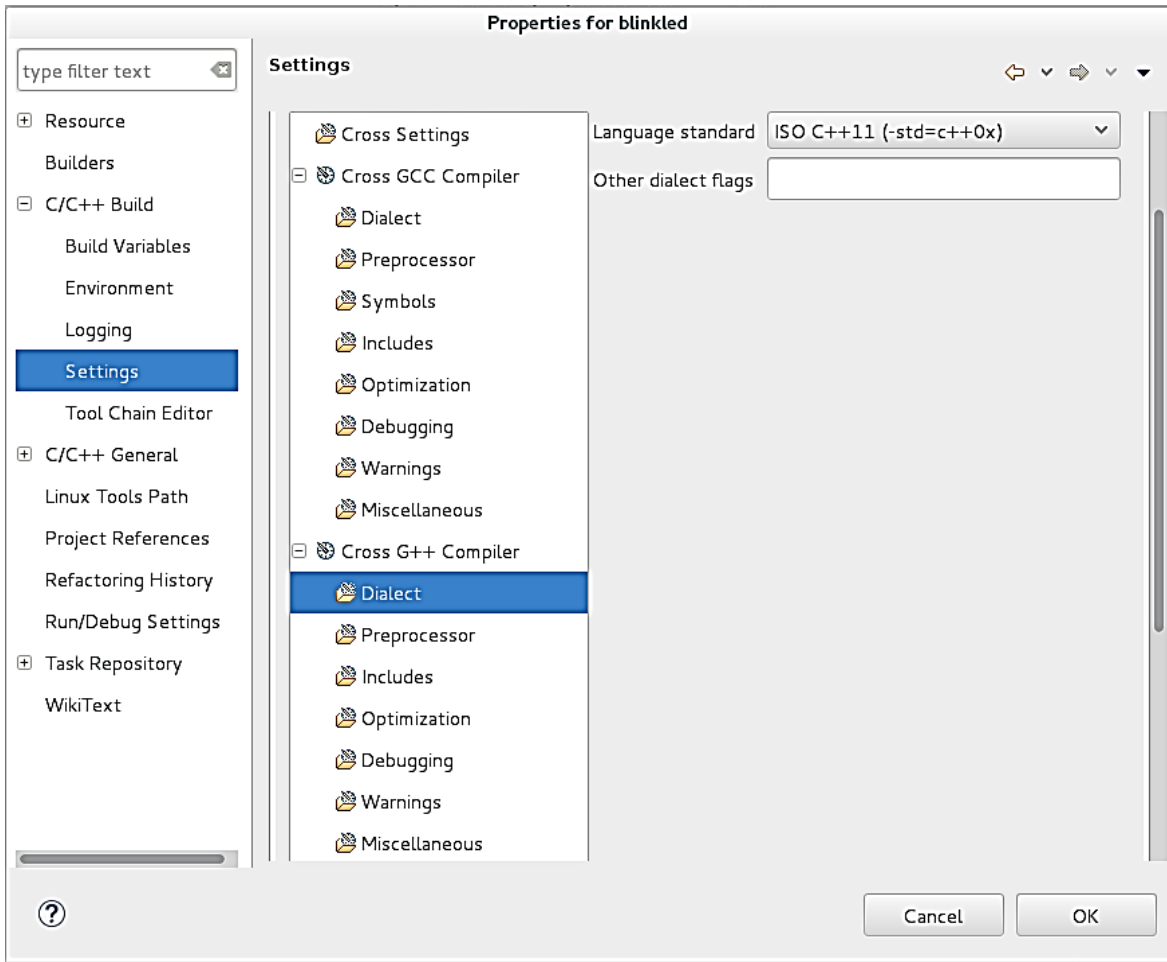 Properties for blinkled
type filter text
Resource
Builders
C/C++ Build
Build Variables
Environment
Logging
Settings
Tool Chain Editor
C/C++ General
Linux Tools Path
Project References
Refactoring History
Run/Debug Settings
Task Repository
WikiText
Settings
Cross Settings
Cross GCC Compiler
Dialect
Preprocessor
Symbols
Includes
Optimization
Debugging
Warnings
Miscellaneous
Cross G++ Compiler
Dialect
Preprocessor
Includes
Optimization
Debugging
Warnings
Miscellaneous
Language standard ISO C++11 (-std=c++0x)
Other dialect flags
Cancel OK